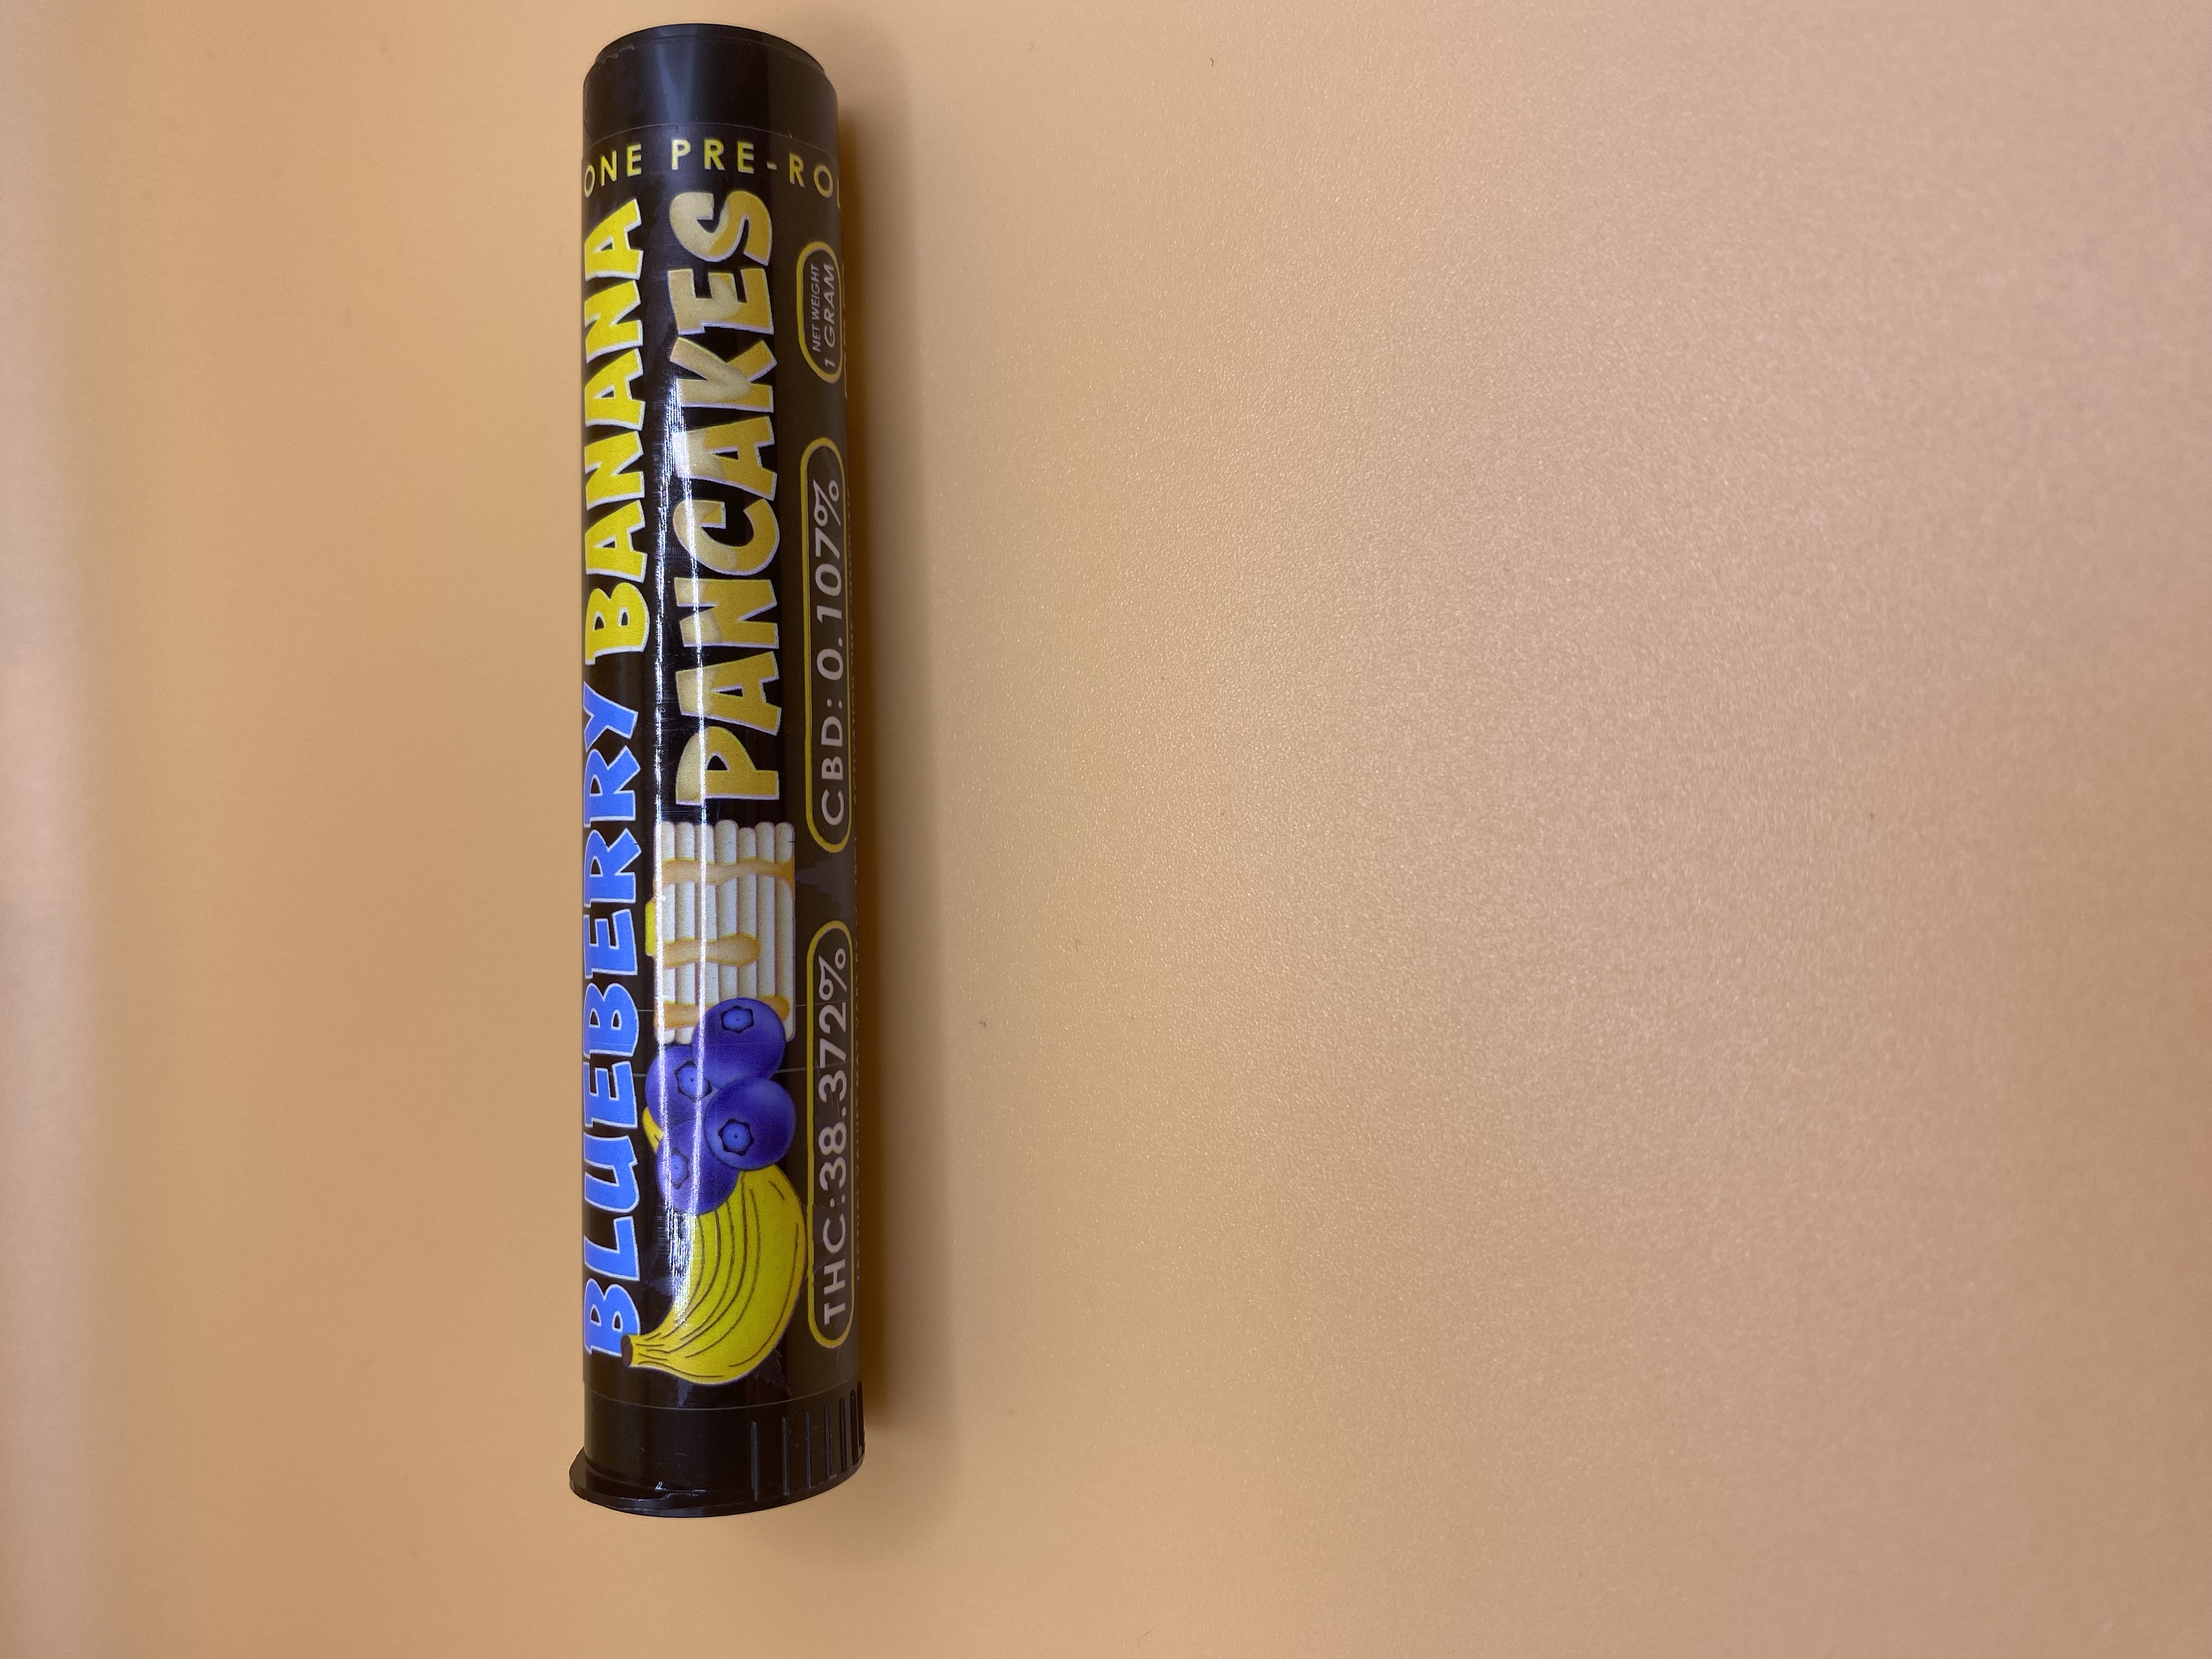 ONE PRE-RO
BLUEBERRY BANANA
PANCAKES
THC:38.372%
CBD: 0.107%
NET WEIGHT
1 GRAM